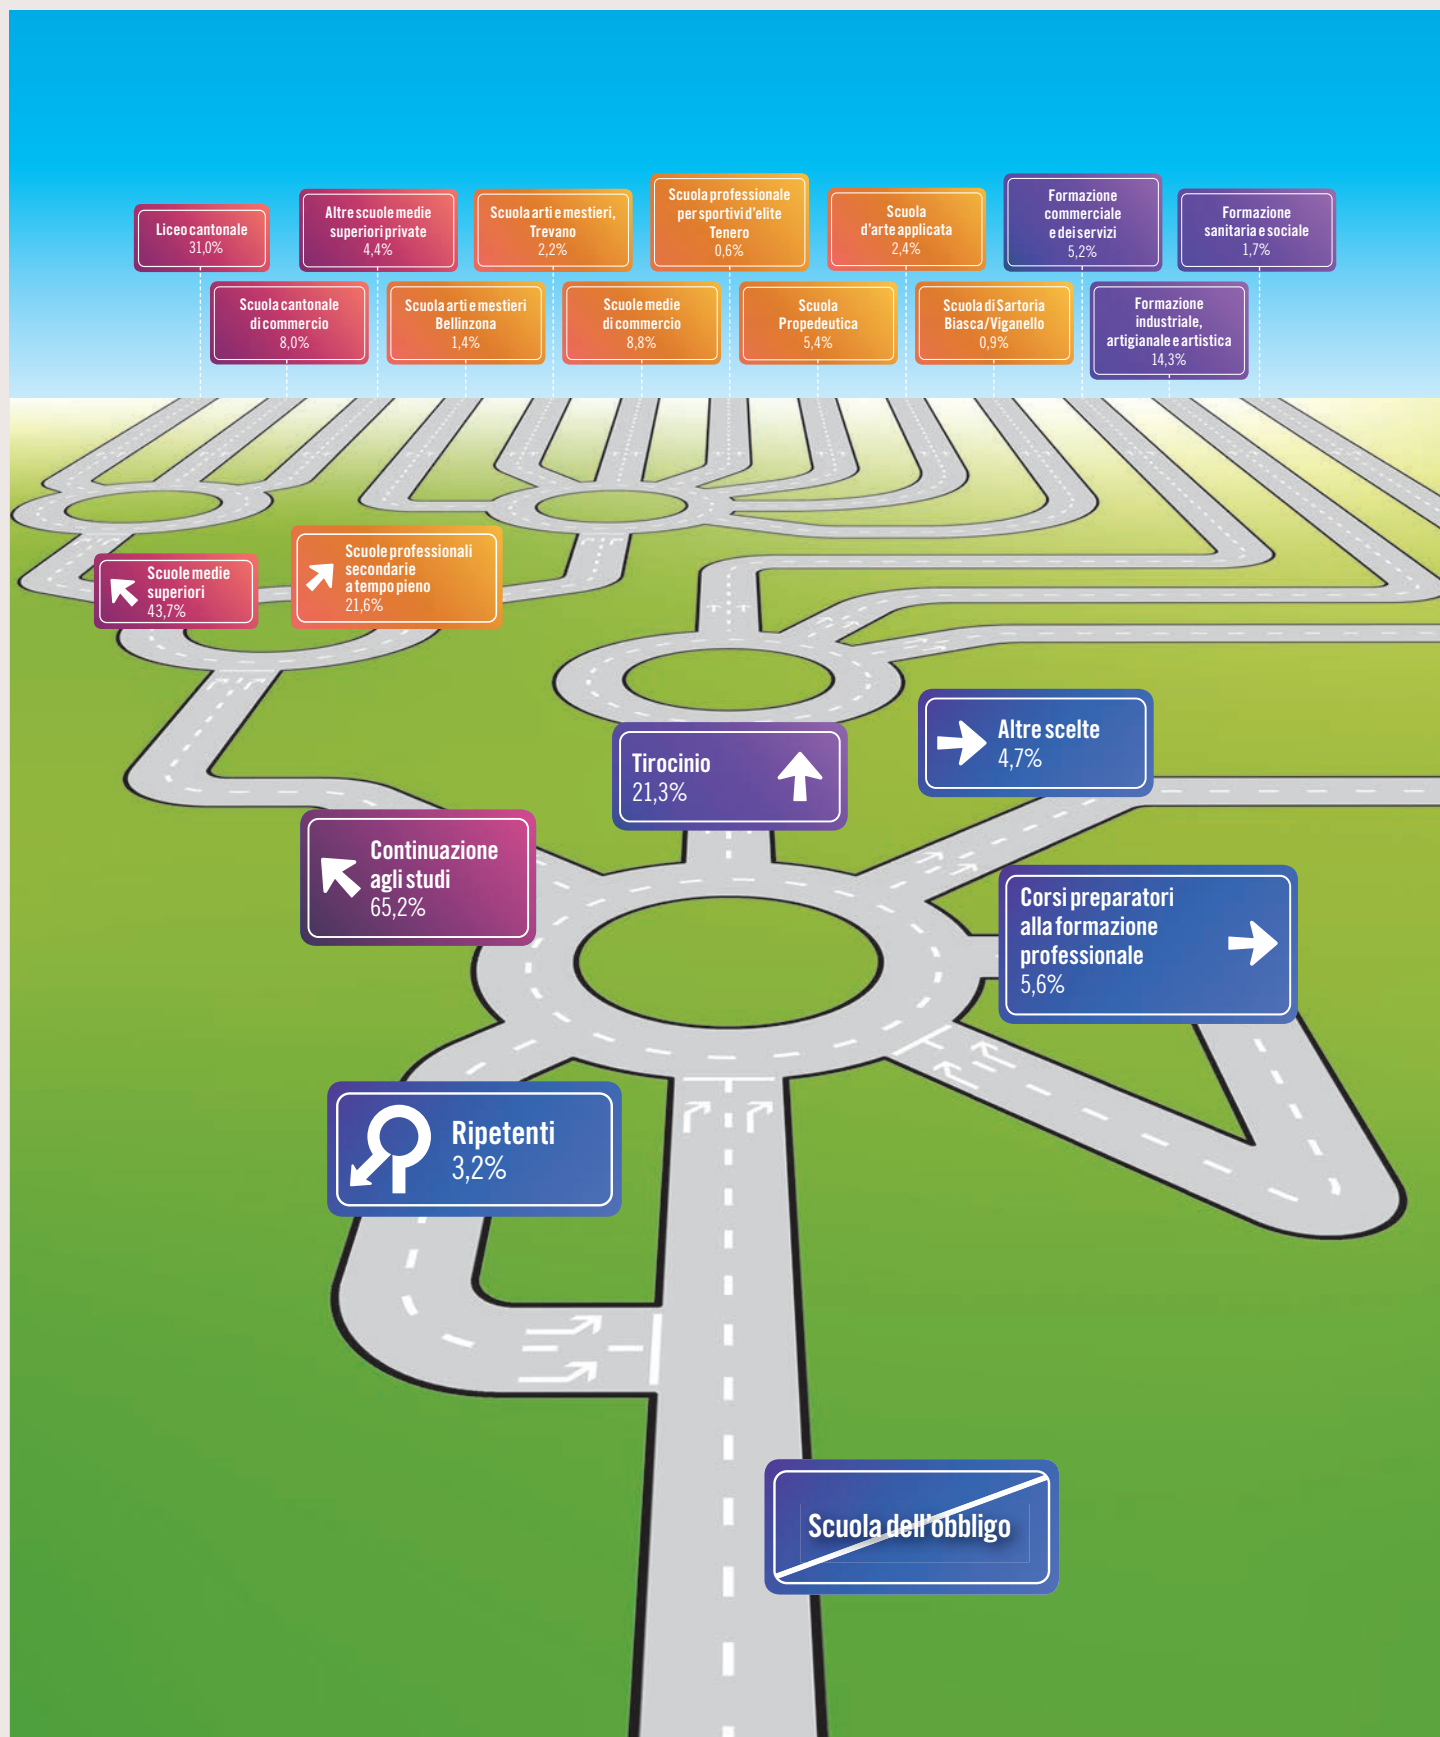 Liceo cantonale
31,0%
Altre scuole medie
superiori private
4,4%
Scuola arti e mestieri,
Trevano
2,2%
Scuola professionale
per sportivi d'elite
Tenero
0,6%
Scuola
d'arte applicata
2,4%
Formazione
commerciale
e dei servizi
5,2%
Formazione
sanitaria e sociale
1,7%
Scuola cantonale
di commercio
8,0%
Scuola arti e mestieri
Bellinzona
1,4%
Scuole medie
di commercio
8,8%
Scuola
Propedeutica
5,4%
Scuola di Sartoria
Biasca/Viganello
0,9%
Formazione
industriale,
artigianale e artistica
14,3%
Scuole medie
superiori
43,7%
Scuole professionali
secondarie
a tempo pieno
21,6%
Tirocinio
21,3%
Altre scelte
4,7%
Continuazione
agli studi
65,2%
Corsi preparatori
alla formazione
professionale
5,6%
Ripetenti
3,2%
Scuola dell'obbligo